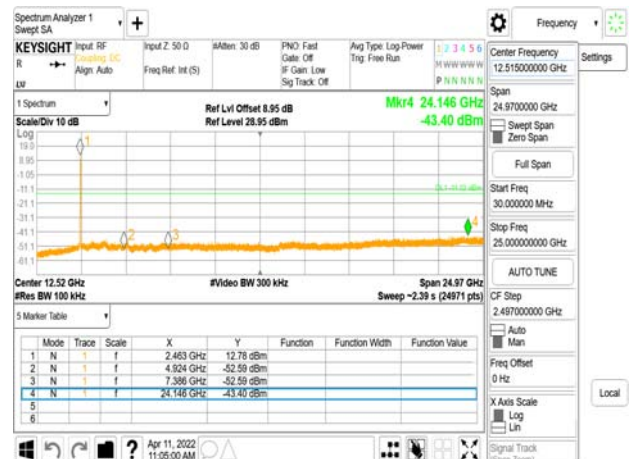 Spectrum Analyzer 1
Swept SA
Frequency
KEYSIGHT
R
LVI
Input: RF
Coupling: DC
Align: Auto
Input Z: 50 Ω
Freq Ref: Int (S)
#Atten: 30 dB
PNO: Fast
Gate: Off
IF Gain: Low
Sig Track: Off
Avg Type: Log-Power
Trig: Free Run
1 2 3 4 5 6
M W W W W W
P N N N N N
1 Spectrum
Scale/Div 10 dB
Ref Lvl Offset 8.95 dB
Ref Level 28.95 dBm
Mkr4 24.146 GHz
-43.40 dBm
Log
19.0
8.95
-1.05
-11.1
-21.1
-31.1
-41.1
-51.1
-61.1
1
2
3
4
Center 12.52 GHz
#Res BW 100 kHz
#Video BW 300 kHz
Span 24.97 GHz
Sweep ~2.39 s (24971 pts)
5 Marker Table
Mode Trace Scale X Y Function Function Width Function Value
1 N 1 f 2.463 GHz 12.78 dBm
2 N 1 f 4.924 GHz -52.59 dBm
3 N 1 f 7.386 GHz -52.59 dBm
4 N 1 f 24.146 GHz -43.40 dBm
5
6
Apr 11, 2022
11:05:00 AM
Center Frequency
12.515000000 GHz
Span
24.9700000 GHz
Swept Span
Zero Span
Full Span
Start Freq
30.000000 MHz
Stop Freq
25.000000000 GHz
AUTO TUNE
CF Step
2.497000000 GHz
Auto
Man
Freq Offset
0 Hz
X Axis Scale
Log
Lin
Signal Track
Settings
Local